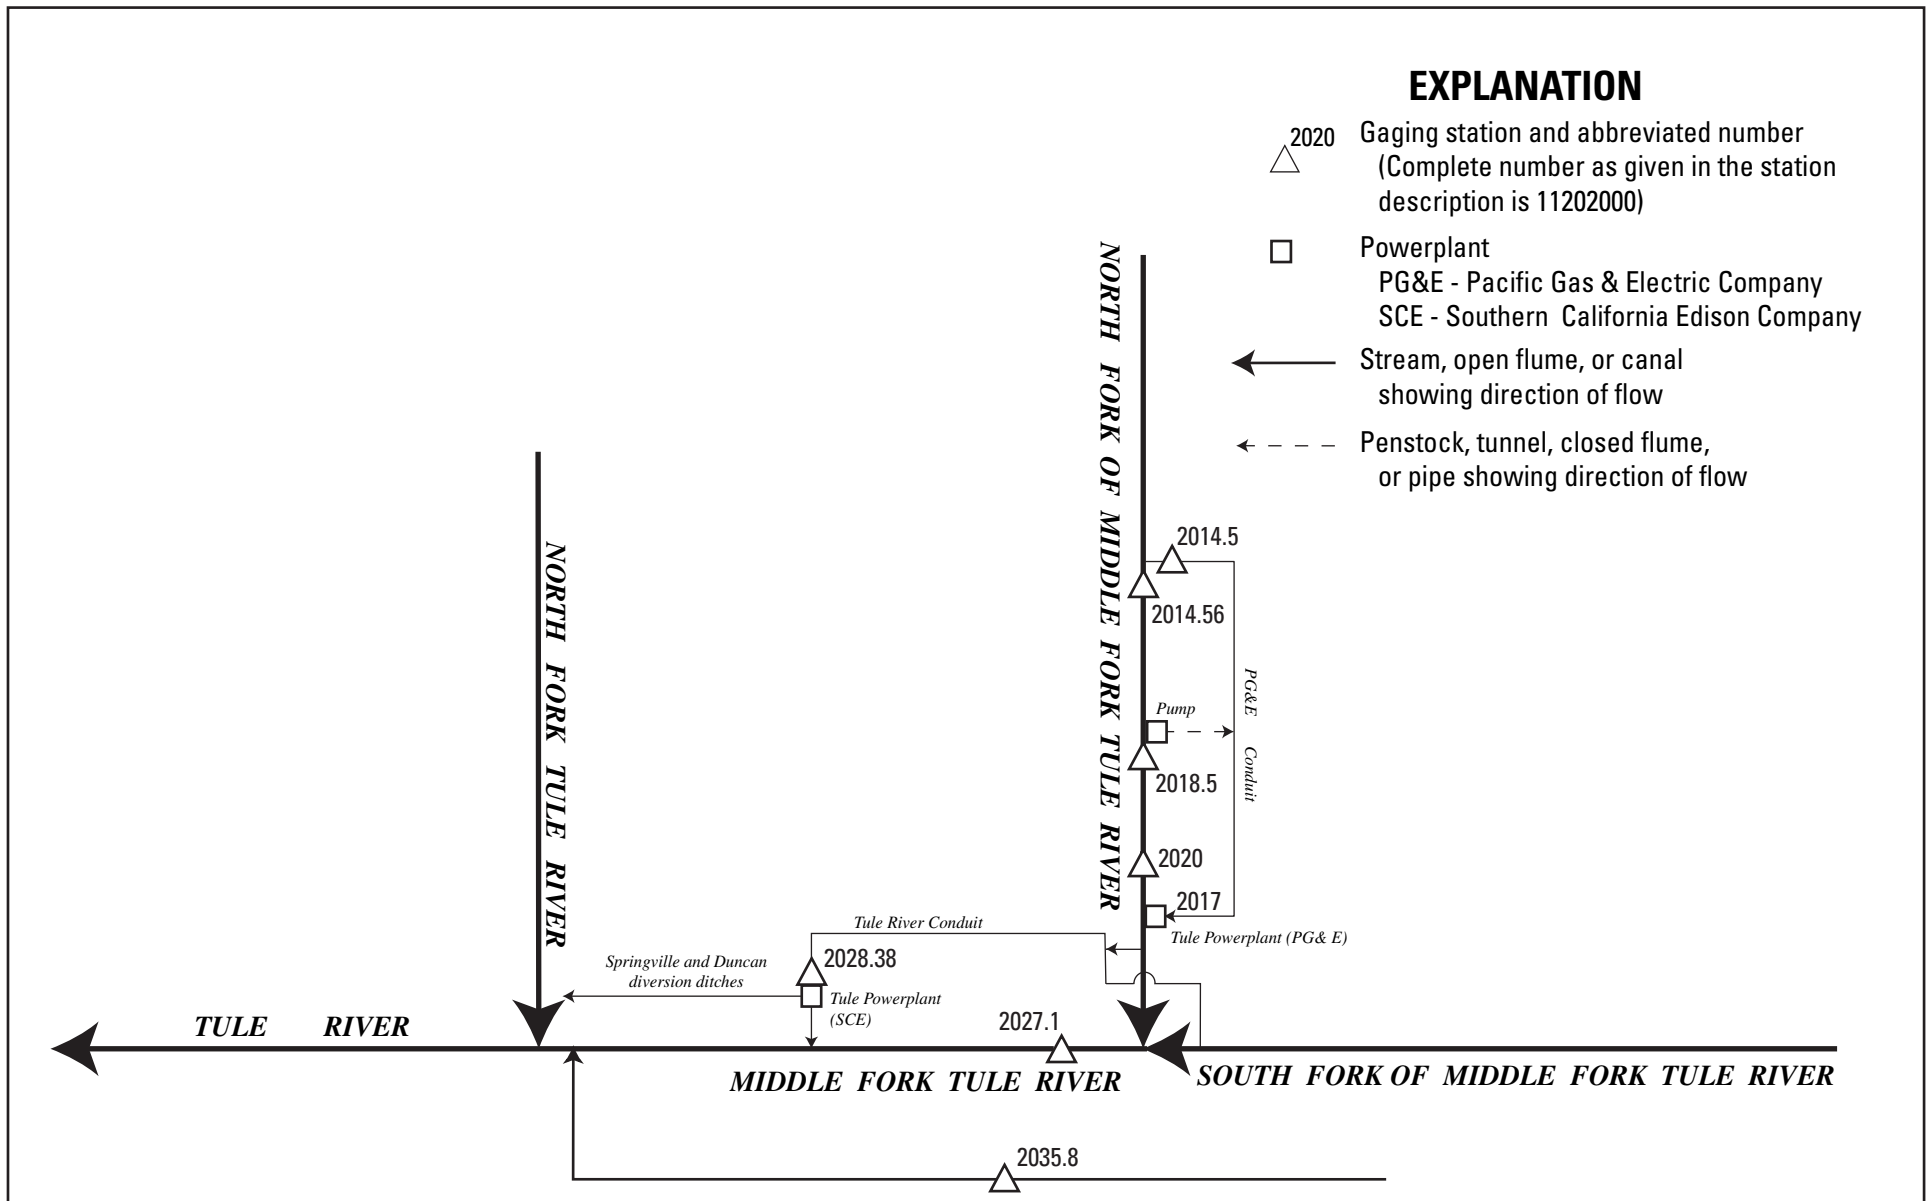 EXPLANATION
2020
Gaging station and abbreviated number
(Complete number as given in the station
description is 11202000)
Powerplant
PG&E - Pacific Gas & Electric Company
SCE - Southern California Edison Company
Stream, open flume, or canal
showing direction of flow
Penstock, tunnel, closed flume,
or pipe showing direction of flow
NORTH FORK OF MIDDLE FORK TULE RIVER
NORTH FORK TULE RIVER
2014.5
2014.56
PG&E Conduit
Pump
2018.5
2020
2017
Tule Powerplant (PG& E)
Tule River Conduit
2028.38
Springville and Duncan
diversion ditches
Tule Powerplant
(SCE)
TULE RIVER
2027.1
MIDDLE FORK TULE RIVER
SOUTH FORK OF MIDDLE FORK TULE RIVER
2035.8